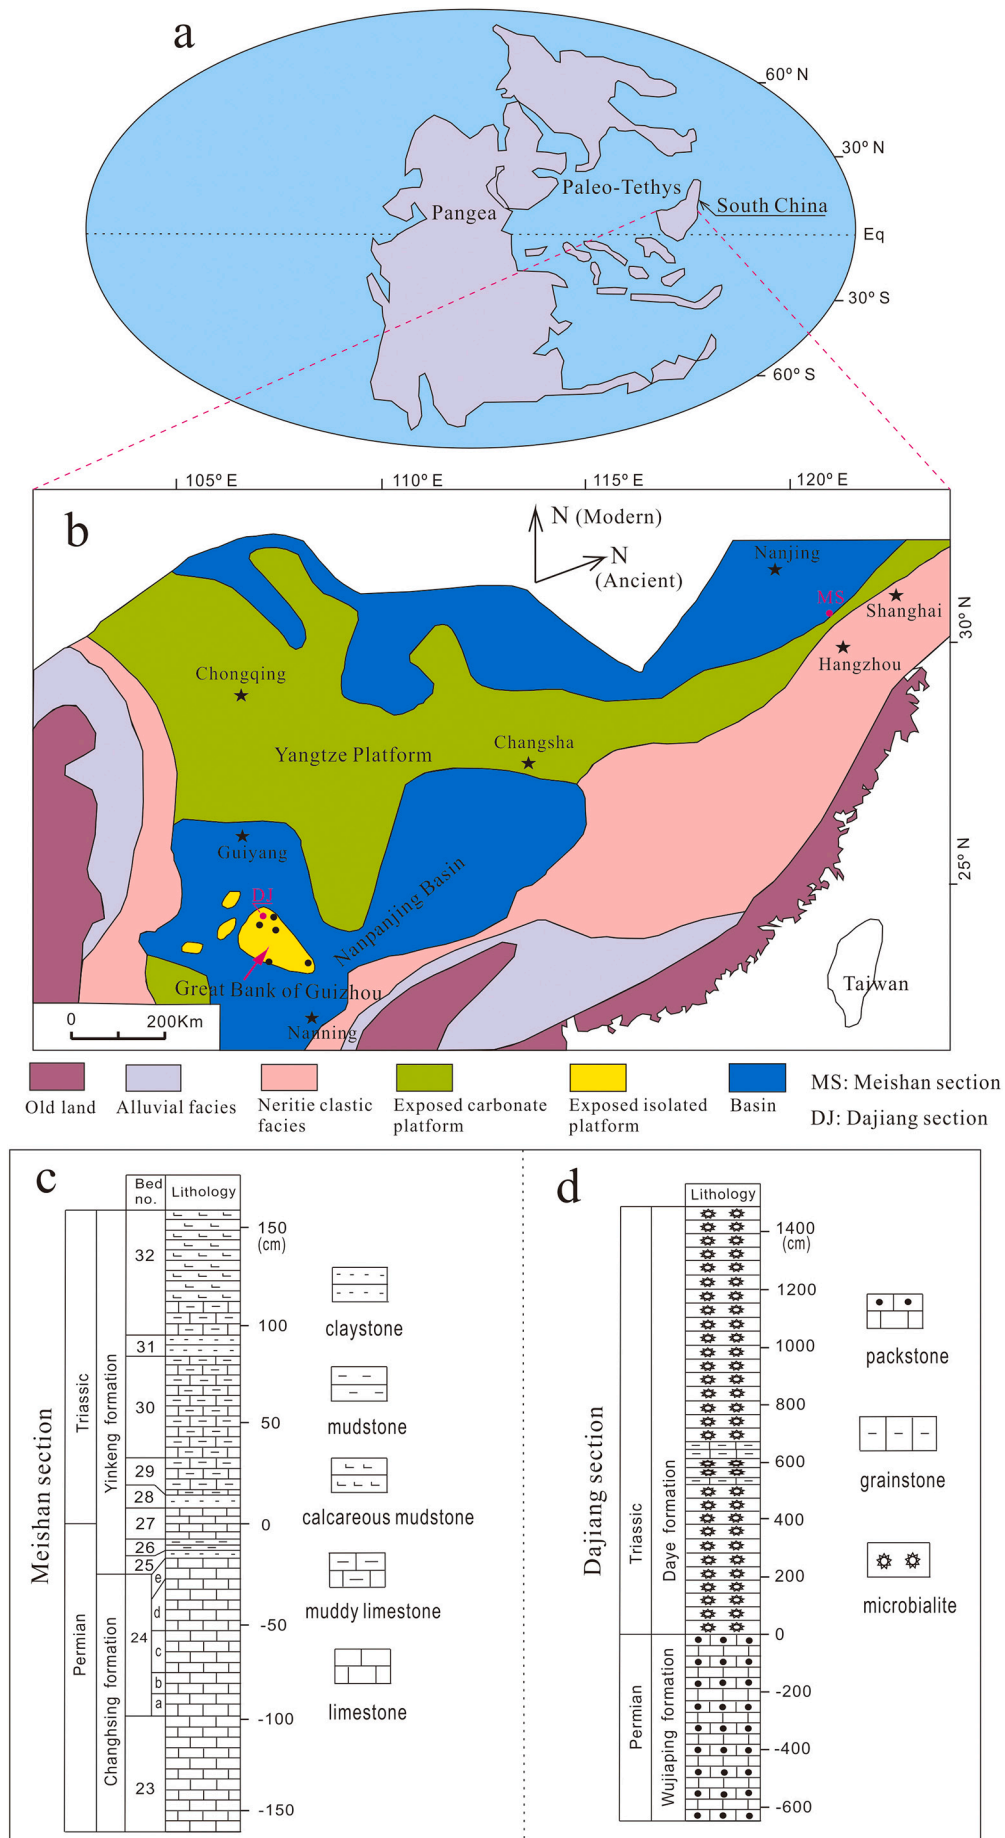 a
60° N
30° N
Paleo-Tethys
South China
Pangea
Eq
30° S
60° S
105° E
110° E
115° E
120° E
b
N (Modern)
N
(Ancient)
Nanjing
MS
Shanghai
30° N
Hangzhou
Chongqing
Changsha
Yangtze Platform
Guiyang
25° N
DJ
Nanpanjing Basin
Great Bank of Guizhou
Taiwan
0
200Km
Nanning
Old land
Alluvial facies
Neritie clastic
facies
Exposed carbonate
platform
Exposed isolated
platform
Basin
MS: Meishan section
DJ: Dajiang section
c
Bed
no.
Lithology
Meishan section
Triassic
Permian
Yinkeng formation
Changhsing formation
32
31
30
29
28
27
26
25
e
d
24
c
b
a
23
150
(cm)
100
50
0
-50
-100
-150
claystone
mudstone
calcareous mudstone
muddy limestone
limestone
d
Lithology
Dajiang section
Triassic
Permian
Daye formation
Wujiaping formation
1400
(cm)
1200
1000
800
600
400
200
0
-200
-400
-600
packstone
grainstone
microbialite